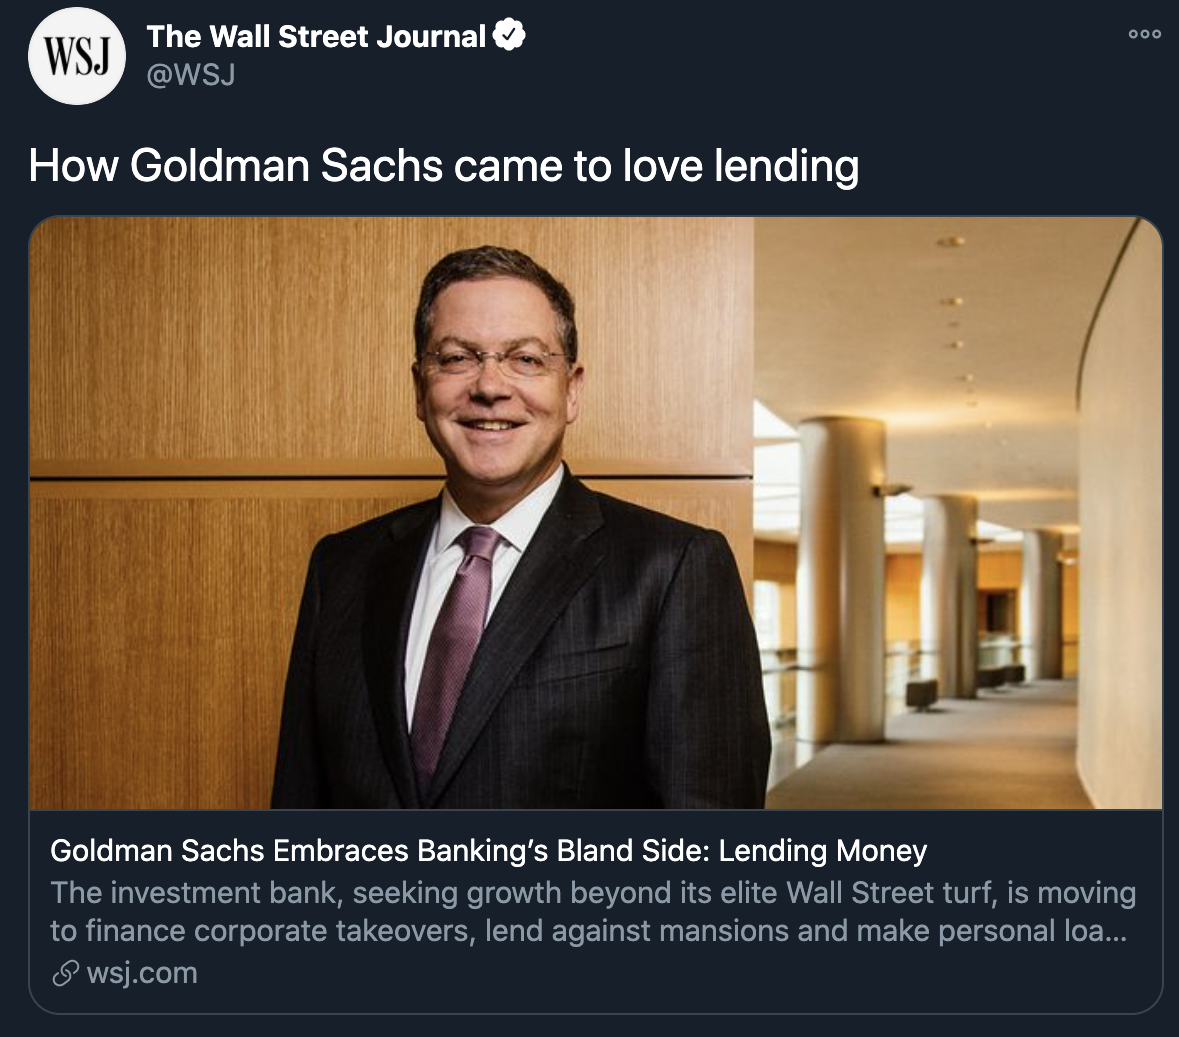 WSJ
The Wall Street Journal
@WSJ
How Goldman Sachs came to love lending
Goldman Sachs Embraces Banking’s Bland Side: Lending Money
The investment bank, seeking growth beyond its elite Wall Street turf, is moving
to finance corporate takeovers, lend against mansions and make personal loa...
wsj.com